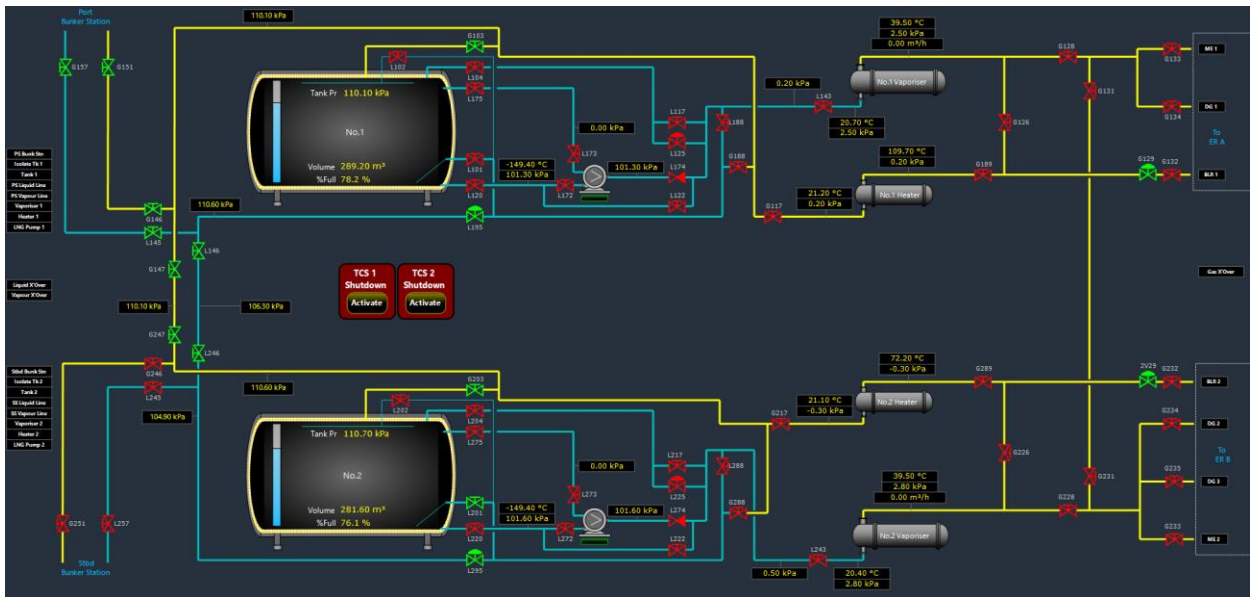 Port
Bunker Station
110.10 kPa
39.50 °C
2.50 kPa
0.00 m³/h
G103
L102
G157
G151
L104
L175
Tank Pr 110.10 kPa
No.1
Volume 289.20 m³
%Full 78.2 %
0.20 kPa
L143
No.1 Vaporiser
20.70 °C
2.50 kPa
G128
G131
G126
ME 1
G133
DG 1
G134
To
ER A
L117
L125
L188
0.00 kPa
L173
L174
-149.40 °C
101.30 kPa
101.30 kPa
L101
L120
L172
L122
G188
109.70 °C
0.20 kPa
G189
G129
G132
BLR 1
21.20 °C
0.20 kPa
No.1 Heater
G117
PS Bunk Stn
Isolate Tk 1
Tank 1
PS Liquid Line
PS Vapour Line
Vaporiser 1
Heater 1
LNG Pump 1
110.60 kPa
G146
L145
L195
L146
G147
TCS 1
Shutdown
Activate
TCS 2
Shutdown
Activate
Liquid X'Over
Vapour X'Over
Gas X'Over
110.10 kPa
106.30 kPa
G247
L246
Stbd Bunk Stn
Isolate Tk 2
Tank 2
SS Liquid Line
SS Vapour Line
Vaporiser 2
Heater 2
LNG Pump 2
G246
L245
110.60 kPa
104.90 kPa
G203
L202
L204
L275
Tank Pr 110.70 kPa
No.2
Volume 281.60 m³
%Full 76.1 %
72.20 °C
-0.30 kPa
G289
2V29
G232
BLR 2
21.10 °C
-0.30 kPa
No.2 Heater
G217
G234
DG 2
To
ER B
L217
L225
L288
G226
0.00 kPa
L273
L274
39.50 °C
2.80 kPa
0.00 m³/h
G231
G235
DG 3
-149.40 °C
101.60 kPa
101.60 kPa
L201
L220
L272
L222
G288
G228
G251
L257
No.2 Vaporiser
G233
ME 2
L295
L243
0.50 kPa
20.40 °C
2.80 kPa
Stbd
Bunker Station